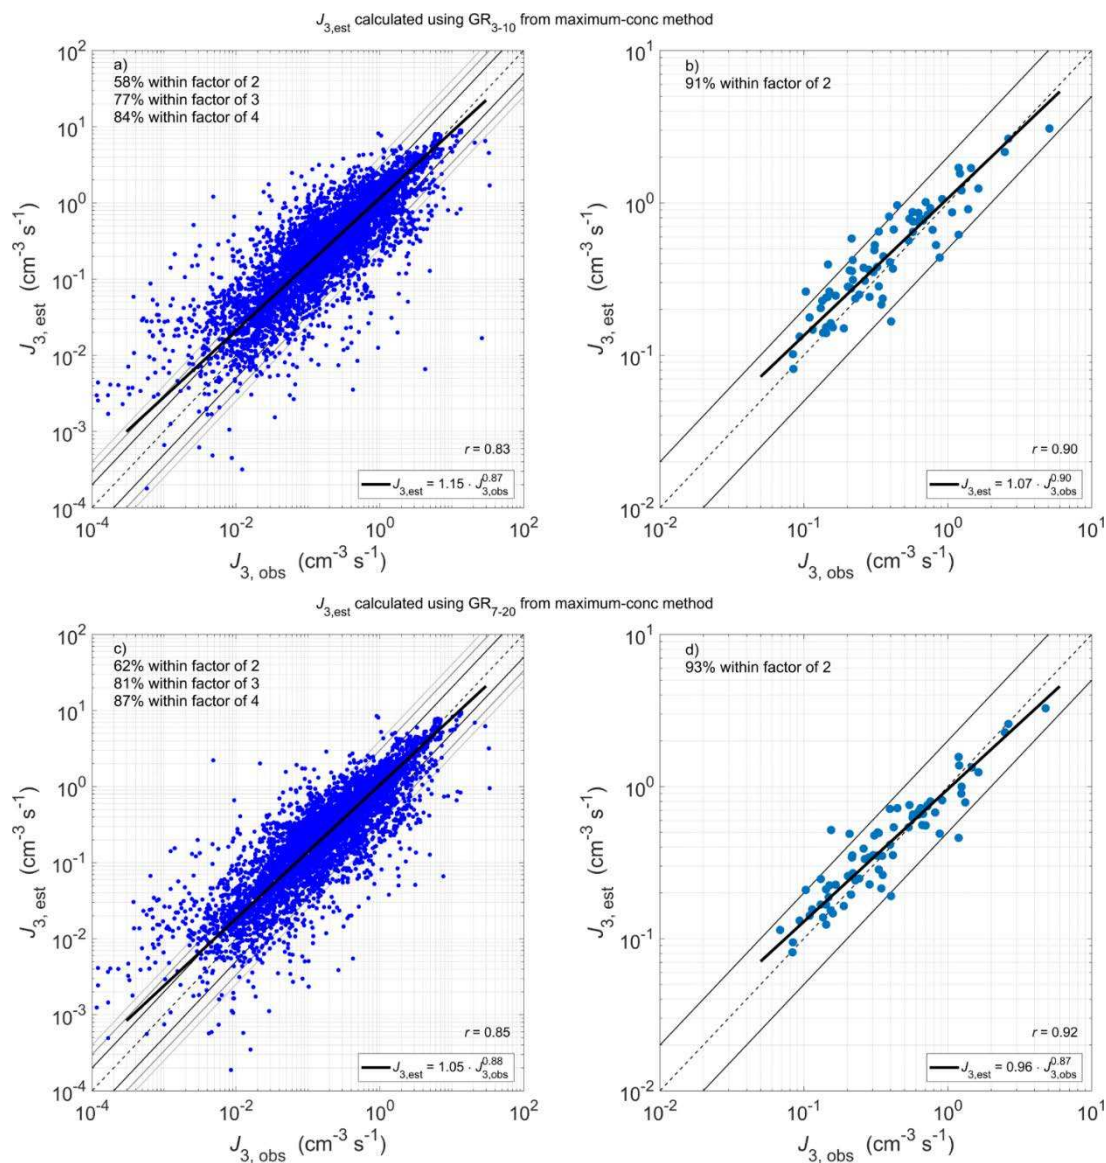 J3,est calculated using GR3-10 from maximum-conc method
a)
58% within factor of 2
77% within factor of 3
84% within factor of 4
10^2
10^1
10^0
10^-1
10^-2
10^-3
10^-4
J3, est (cm^-3 s^-1)
r = 0.83
J3,est = 1.15 · J3,obs^0.87
10^-4 10^-2 10^0 10^2
J3, obs (cm^-3 s^-1)
b)
91% within factor of 2
10^1
10^0
10^-1
10^-2
J3, est (cm^-3 s^-1)
r = 0.90
J3,est = 1.07 · J3,obs^0.90
10^-2 10^-1 10^0 10^1
J3, obs (cm^-3 s^-1)
J3,est calculated using GR7-20 from maximum-conc method
c)
62% within factor of 2
81% within factor of 3
87% within factor of 4
10^2
10^1
10^0
10^-1
10^-2
10^-3
10^-4
J3, est (cm^-3 s^-1)
r = 0.85
J3,est = 1.05 · J3,obs^0.88
10^-4 10^-2 10^0 10^2
J3, obs (cm^-3 s^-1)
d)
93% within factor of 2
10^1
10^0
10^-1
10^-2
J3, est (cm^-3 s^-1)
r = 0.92
J3,est = 0.96 · J3,obs^0.87
10^-2 10^-1 10^0 10^1
J3, obs (cm^-3 s^-1)